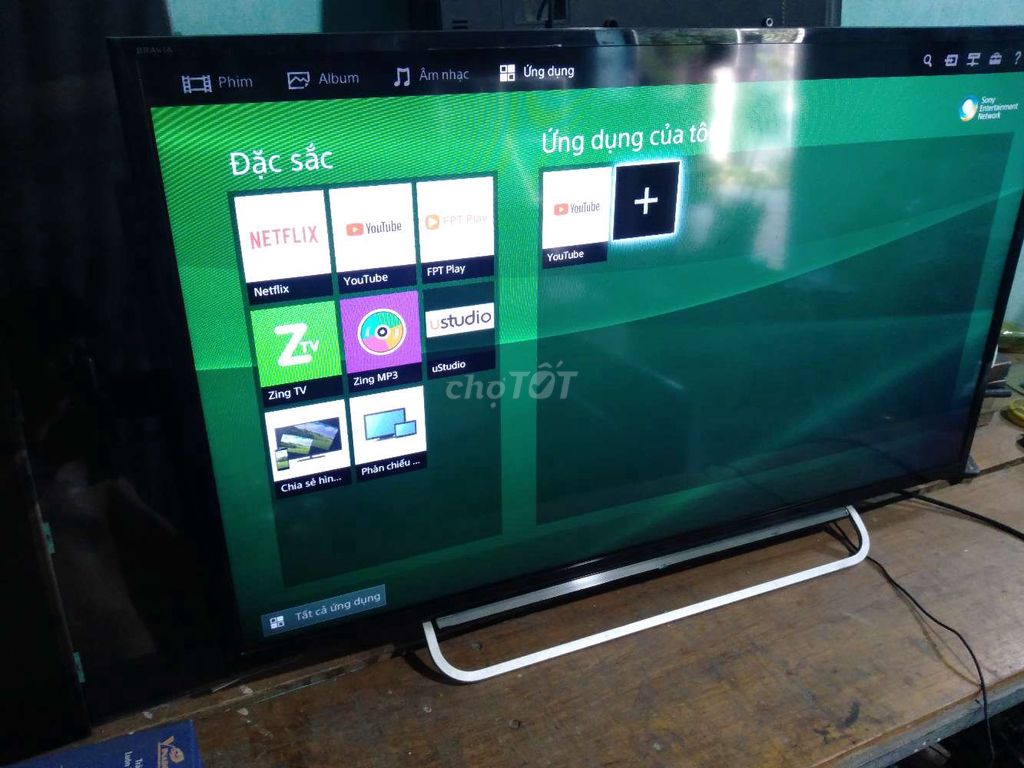 BRAVIA
Phim
Album
Âm nhạc
Ứng dụng
?
Sony
Entertainment
Network
Đặc sắc
NETFLIX
YouTube
FPT Play
Netflix
YouTube
FPT Play
Z TV
ustudio
Zing TV
Zing MP3
uStudio
Chia sẻ hìn...
Phản chiếu ...
Tất cả ứng dụng
Ứng dụng của tô
YouTube
+
YouTube
chợTỐT